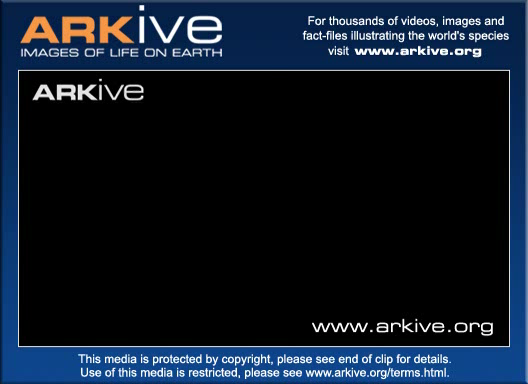 ARKive
IMAGES OF LIFE ON EARTH
For thousands of videos, images and
fact-files illustrating the world's species
visit www.arkive.org
ARKive
www.arkive.org
This media is protected by copyright, please see end of clip for details.
Use of this media is restricted, please see www.arkive.org/terms.html.